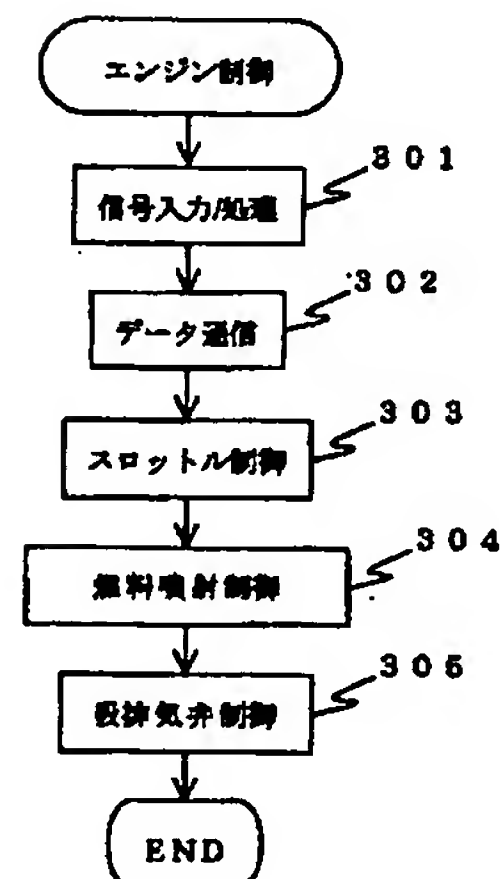 エンジン制御
301
信号入力/処理
302
データ通信
303
スロットル制御
304
燃料噴射制御
305
吸排気弁制御
END